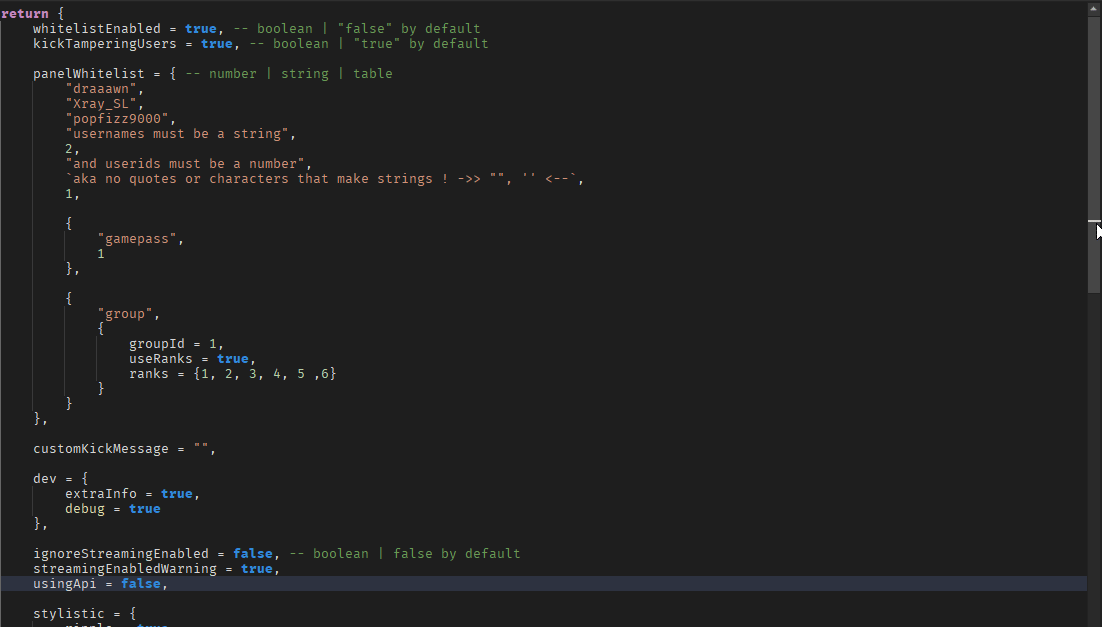 return {
    whitelistEnabled = true, -- boolean | "false" by default
    kickTamperingUsers = true, -- boolean | "true" by default

    panelWhitelist = { -- number | string | table
        "draaawn",
        "Xray_SL",
        "popfizz9000",
        "usernames must be a string",
        2,
        "and userids must be a number",
        `aka no quotes or characters that make strings ! ->> "", '' <--`,
        1,

        {
            "gamepass",
            1
        },

        {
            "group",
            {
                groupId = 1,
                useRanks = true,
                ranks = {1, 2, 3, 4, 5 ,6}
            }
        }
    },

    customKickMessage = "",

    dev = {
        extraInfo = true,
        debug = true
    },

    ignoreStreamingEnabled = false, -- boolean | false by default
    streamingEnabledWarning = true,
    usingApi = false,

    stylistic = {